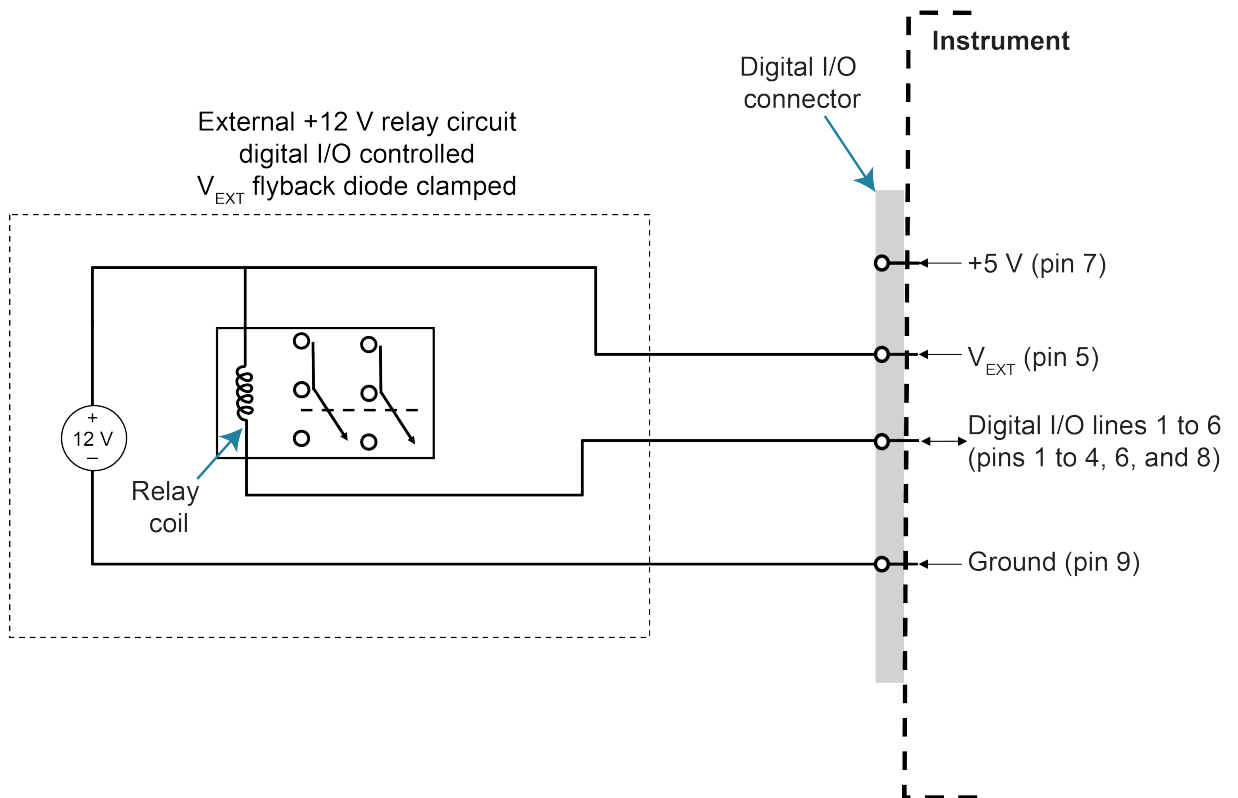 Instrument
Digital I/O
connector
External +12 V relay circuit
digital I/O controlled
VEXT flyback diode clamped
+5 V (pin 7)
VEXT (pin 5)
Digital I/O lines 1 to 6
(pins 1 to 4, 6, and 8)
+
12 V
–
Relay
coil
Ground (pin 9)